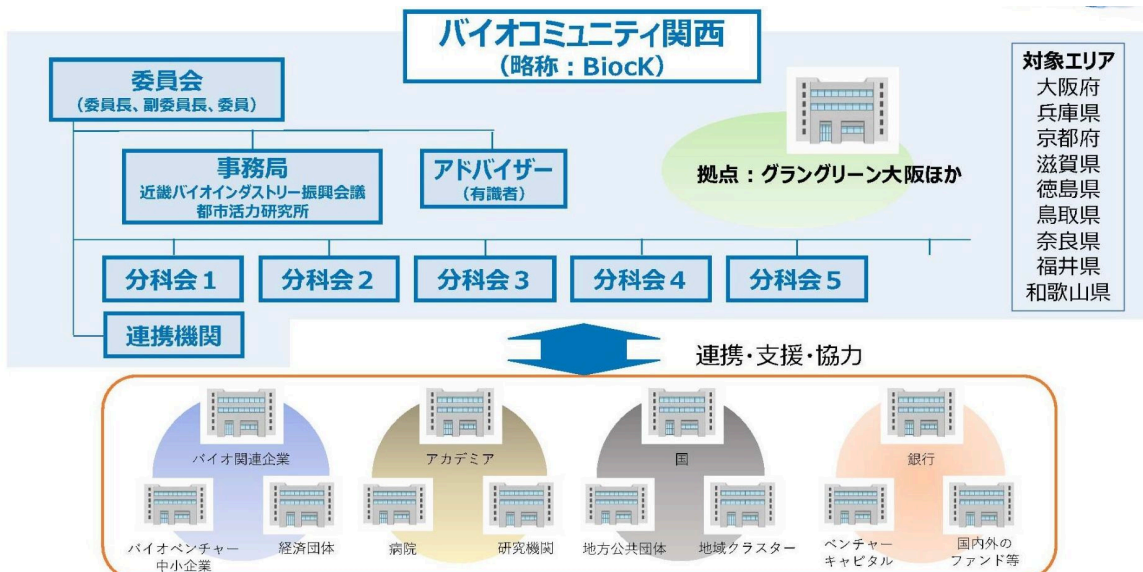 バイオコミュニティ関西
（略称：BiocK）
委員会
（委員長、副委員長、委員）
事務局
近畿バイオインダストリー振興会議
都市活力研究所
アドバイザー
（有識者）
拠点：グラングリーン大阪ほか
対象エリア
大阪府
兵庫県
京都府
滋賀県
徳島県
鳥取県
奈良県
福井県
和歌山県
分科会１
分科会２
分科会３
分科会４
分科会５
連携機関
連携・支援・協力
バイオ関連企業
バイオベンチャー
中小企業
経済団体
アカデミア
病院
研究機関
国
地方公共団体
地域クラスター
銀行
ベンチャー
キャピタル
国内外の
ファンド等